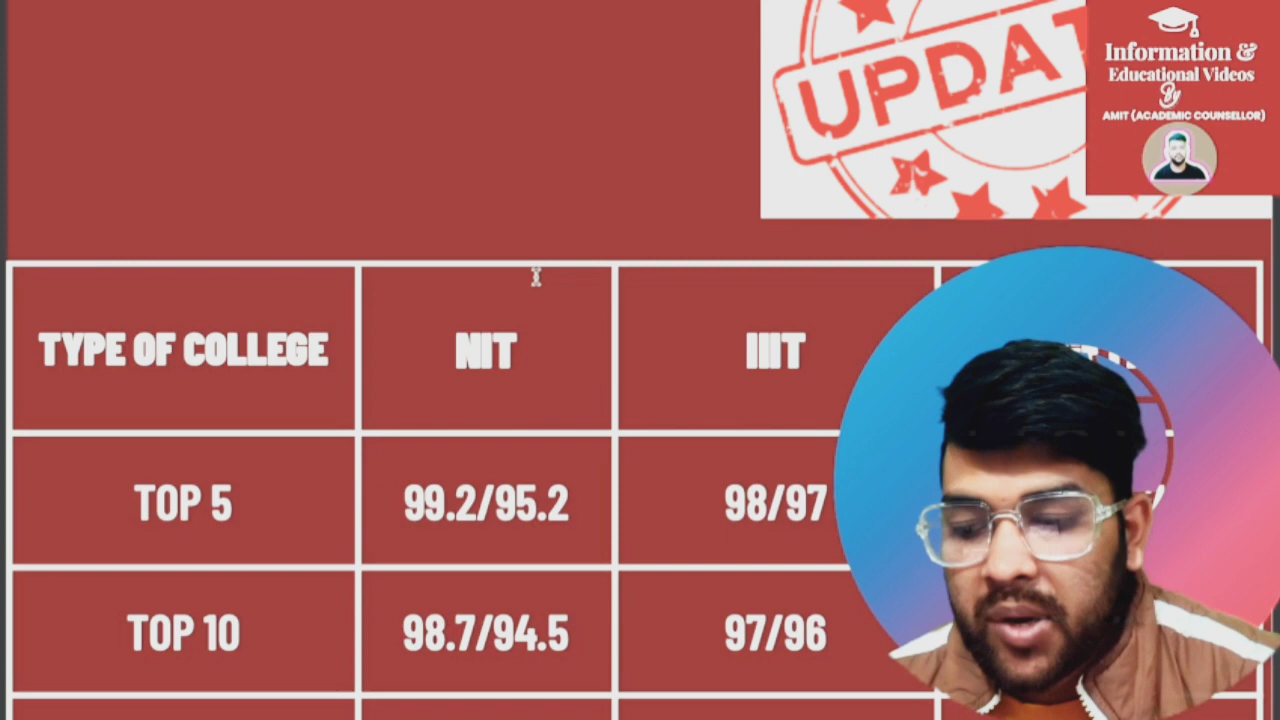 UPDAT
Information &
Educational Videos
By
AMIT (ACADEMIC COUNSELLOR)
TYPE OF COLLEGE NIT IIIT
TOP 5 99.2/95.2 98/97
TOP 10 98.7/94.5 97/96